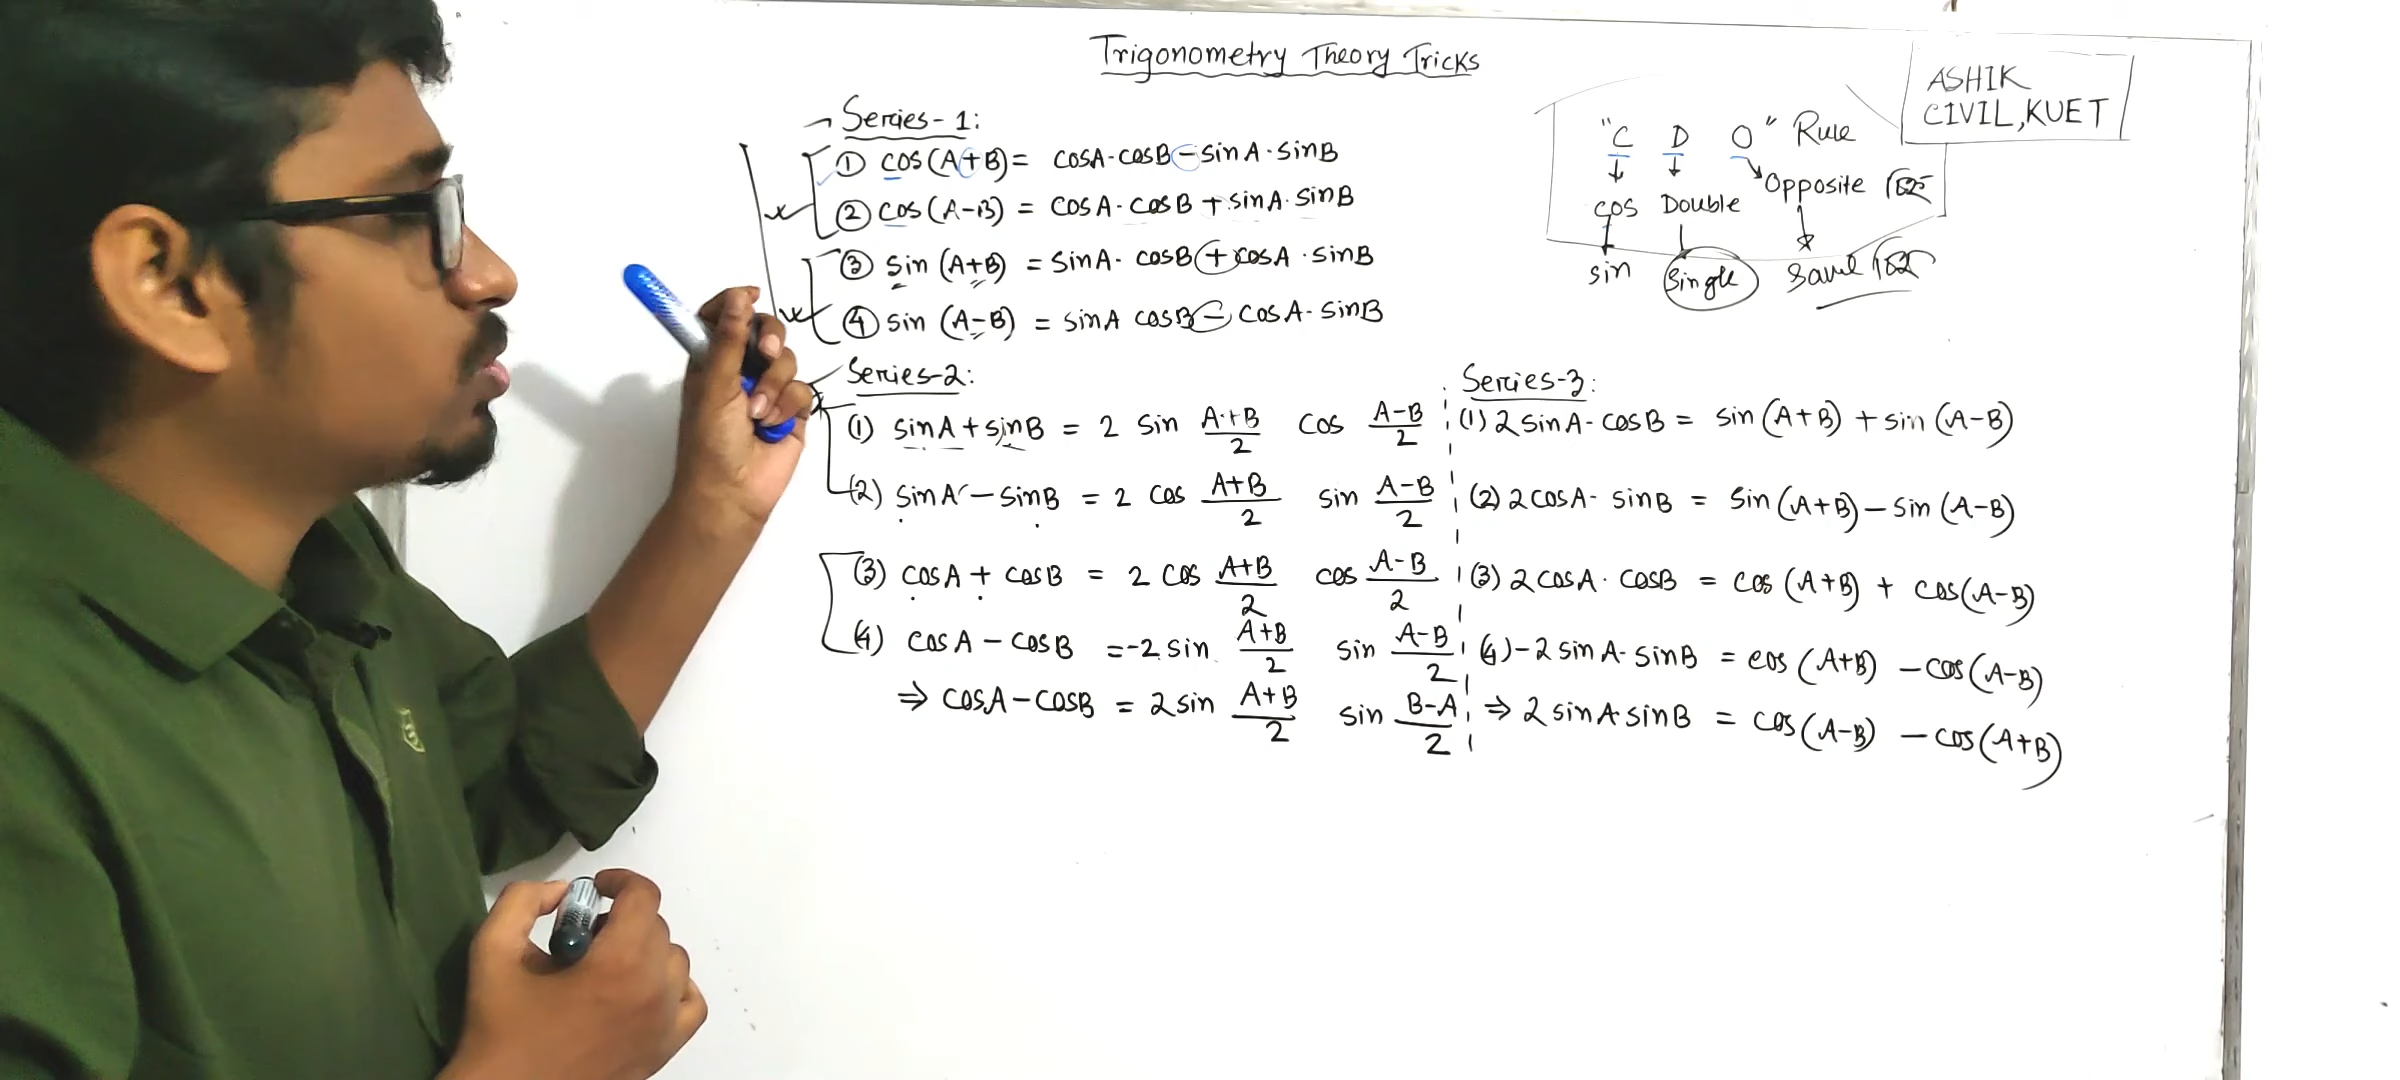 Trigonometry Theory Tricks
ASHIK
CIVIL, KUET
Series-1:
① cos(A+B) = cosA·cosB - sinA·sinB
② cos(A-B) = cosA·cosB + sinA·sinB
③ sin (A+B) = sinA· cosB + cosA ·sinB
④ sin (A-B) = sinA cosB - cosA·sinB
"C D O" Rule
cos Double Opposite
sin Single Same
Series-2:
(1) sinA + sinB = 2 sin A+B/2 cos A-B/2
(2) sinA - sinB = 2 cos A+B/2 sin A-B/2
(3) cosA + cosB = 2 cos A+B/2 cos A-B/2
(4) cosA - cosB = -2 sin A+B/2 sin A-B/2
⇒ cosA - cosB = 2 sin A+B/2 sin B-A/2
Series-3:
(1) 2 sinA·cosB = sin(A+B) + sin(A-B)
(2) 2 cosA· sinB = sin(A+B) - sin(A-B)
(3) 2 cosA· cosB = cos(A+B) + cos(A-B)
(4) -2 sinA· sinB = cos(A+B) - cos(A-B)
⇒ 2 sinA·sinB = cos(A-B) - cos(A+B)